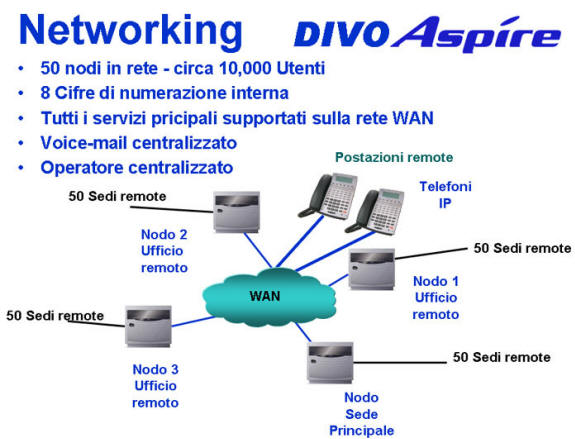 Networking DIVO Aspire
• 50 nodi in rete - circa 10,000 Utenti
• 8 Cifre di numerazione interna
• Tutti i servizi pricipali supportati sulla rete WAN
• Voice-mail centralizzato
• Operatore centralizzato
Postazioni remote
Telefoni
IP
50 Sedi remote
Nodo 2
Ufficio
remoto
50 Sedi remote
Nodo 1
Ufficio
remoto
WAN
50 Sedi remote
Nodo 3
Ufficio
remoto
50 Sedi remote
Nodo
Sede
Principale